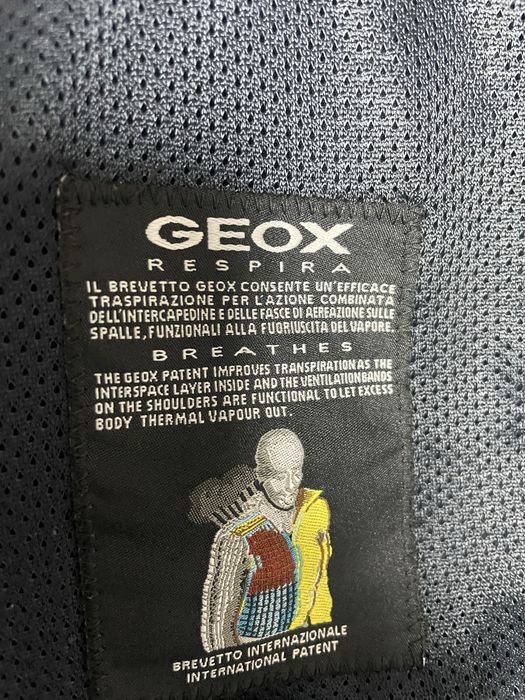 GEOX
RESPIRA
IL BREVETTO GEOX CONSENTE UN'EFFICACE
TRASPIRAZIONE PER L'AZIONE COMBINATA
DELL'INTERCAPEDINE E DELLE FASCE DI AEREAZIONE SULLE
SPALLE, FUNZIONALI ALLA FUORIUSCITA DEL VAPORE.
BREATHES
THE GEOX PATENT IMPROVES TRANSPIRATION AS THE
INTERSPACE LAYER INSIDE AND THE VENTILATION BANDS
ON THE SHOULDERS ARE FUNCTIONAL TO LET EXCESS
BODY THERMAL VAPOUR OUT.
BREVETTO INTERNAZIONALE
INTERNATIONAL PATENT